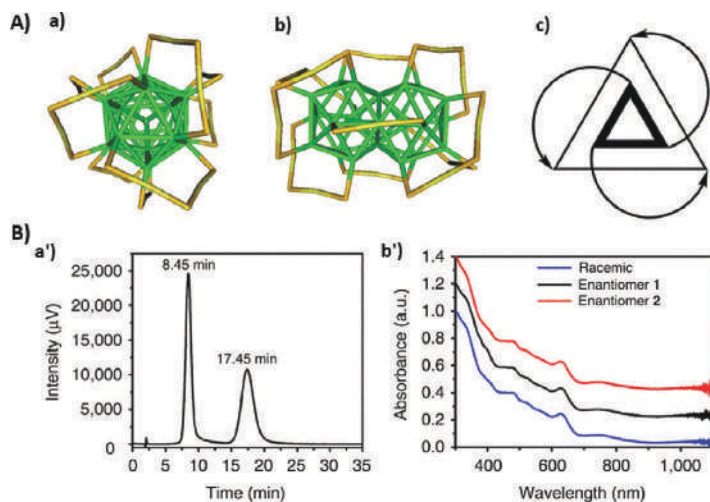 A)
a)
b)
c)
B)
a')
8.45 min
17.45 min
25,000
20,000
15,000
10,000
5,000
0
Intensity (μV)
0 5 10 15 20 25 30 35
Time (min)
b')
Racemic
Enantiomer 1
Enantiomer 2
1.4
1.2
1.0
0.8
0.6
0.4
0.2
0.0
Absorbance (a.u.)
400 600 800 1,000
Wavelength (nm)